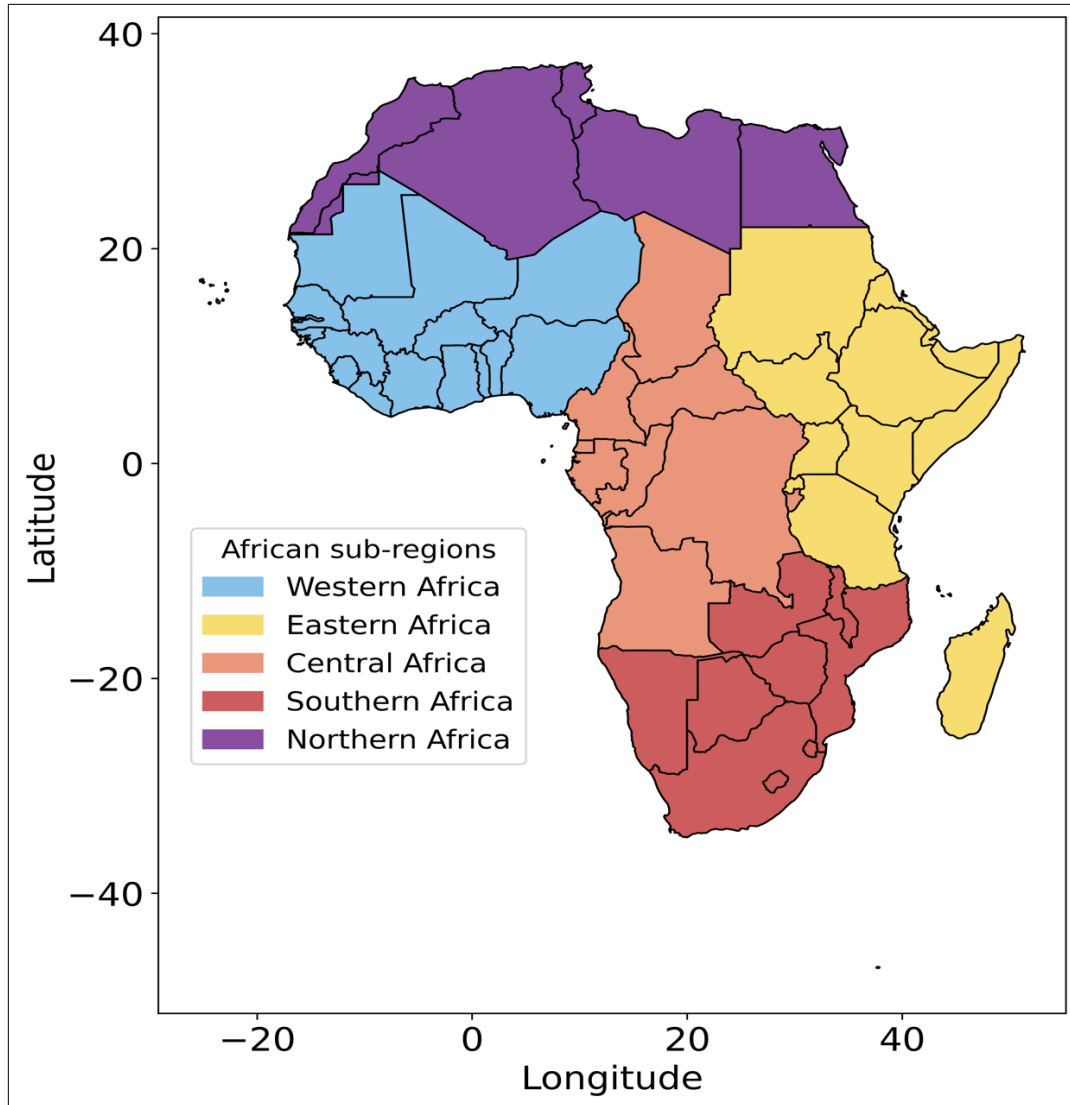 40
20
0
−20
−40
Latitude
African sub-regions
Western Africa
Eastern Africa
Central Africa
Southern Africa
Northern Africa
−20
0
20
40
Longitude